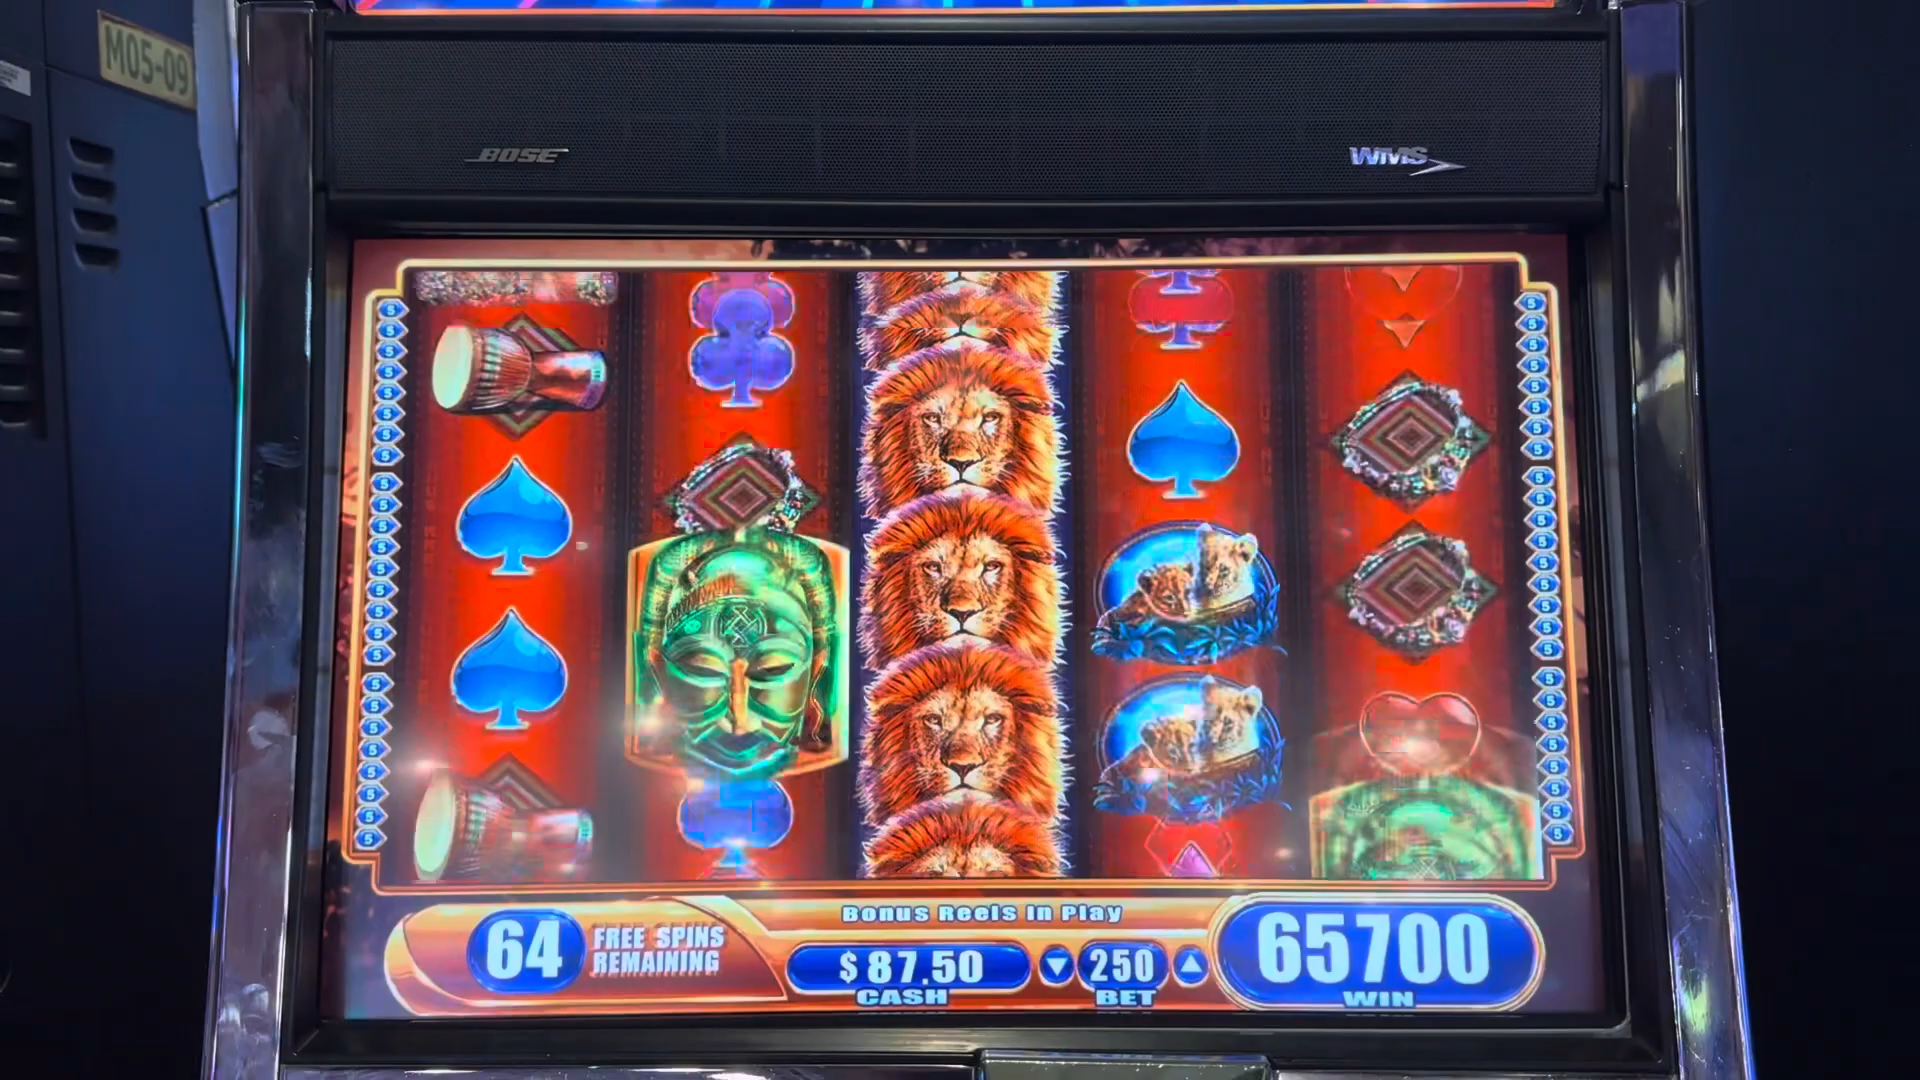 M05-09
BOSE
WMS
Bonus Reels In Play
64
FREE SPINS
REMAINING
$87.50
CASH
250
BET
65700
WIN